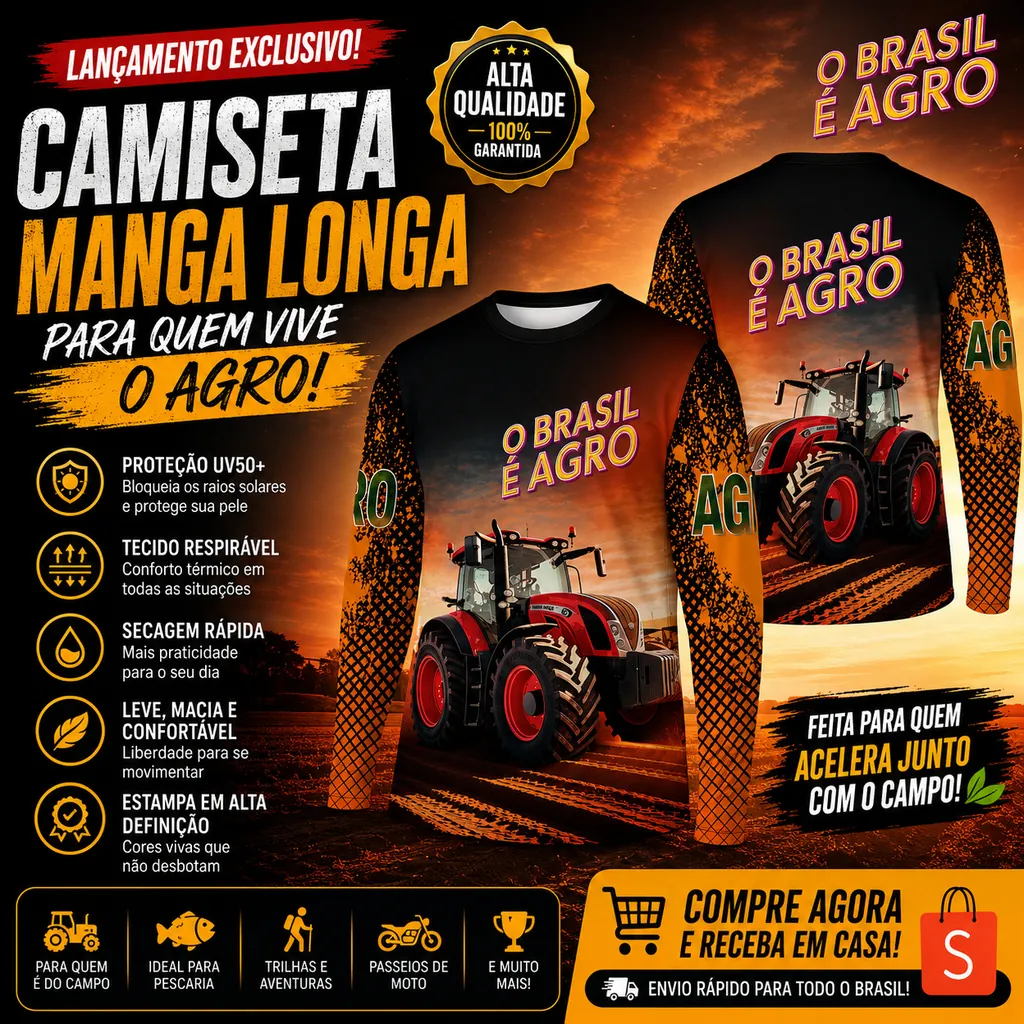 LANÇAMENTO EXCLUSIVO!
CAMISETA
MANGA LONGA
PARA QUEM VIVE
O AGRO!
ALTA
QUALIDADE
100%
GARANTIDA
O BRASIL
É AGRO
O BRASIL
É AGRO
AG
O BRASIL
É AGRO
RO
AG
PROTEÇÃO UV50+
Bloqueia os raios solares
e protege sua pele
TECIDO RESPIRÁVEL
Conforto térmico em
todas as situações
SECAGEM RÁPIDA
Mais praticidade
para o seu dia
LEVE, MACIA E
CONFORTÁVEL
Liberdade para se
movimentar
ESTAMPA EM ALTA
DEFINIÇÃO
Cores vivas que
não desbotam
FEITA PARA QUEM
ACELERA JUNTO
COM O CAMPO!
PARA QUEM
É DO CAMPO
IDEAL PARA
PESCARIA
TRILHAS E
AVENTURAS
PASSEIOS DE
MOTO
E MUITO
MAIS!
COMPRE AGORA
E RECEBA EM CASA!
ENVIO RÁPIDO PARA TODO O BRASIL!
S